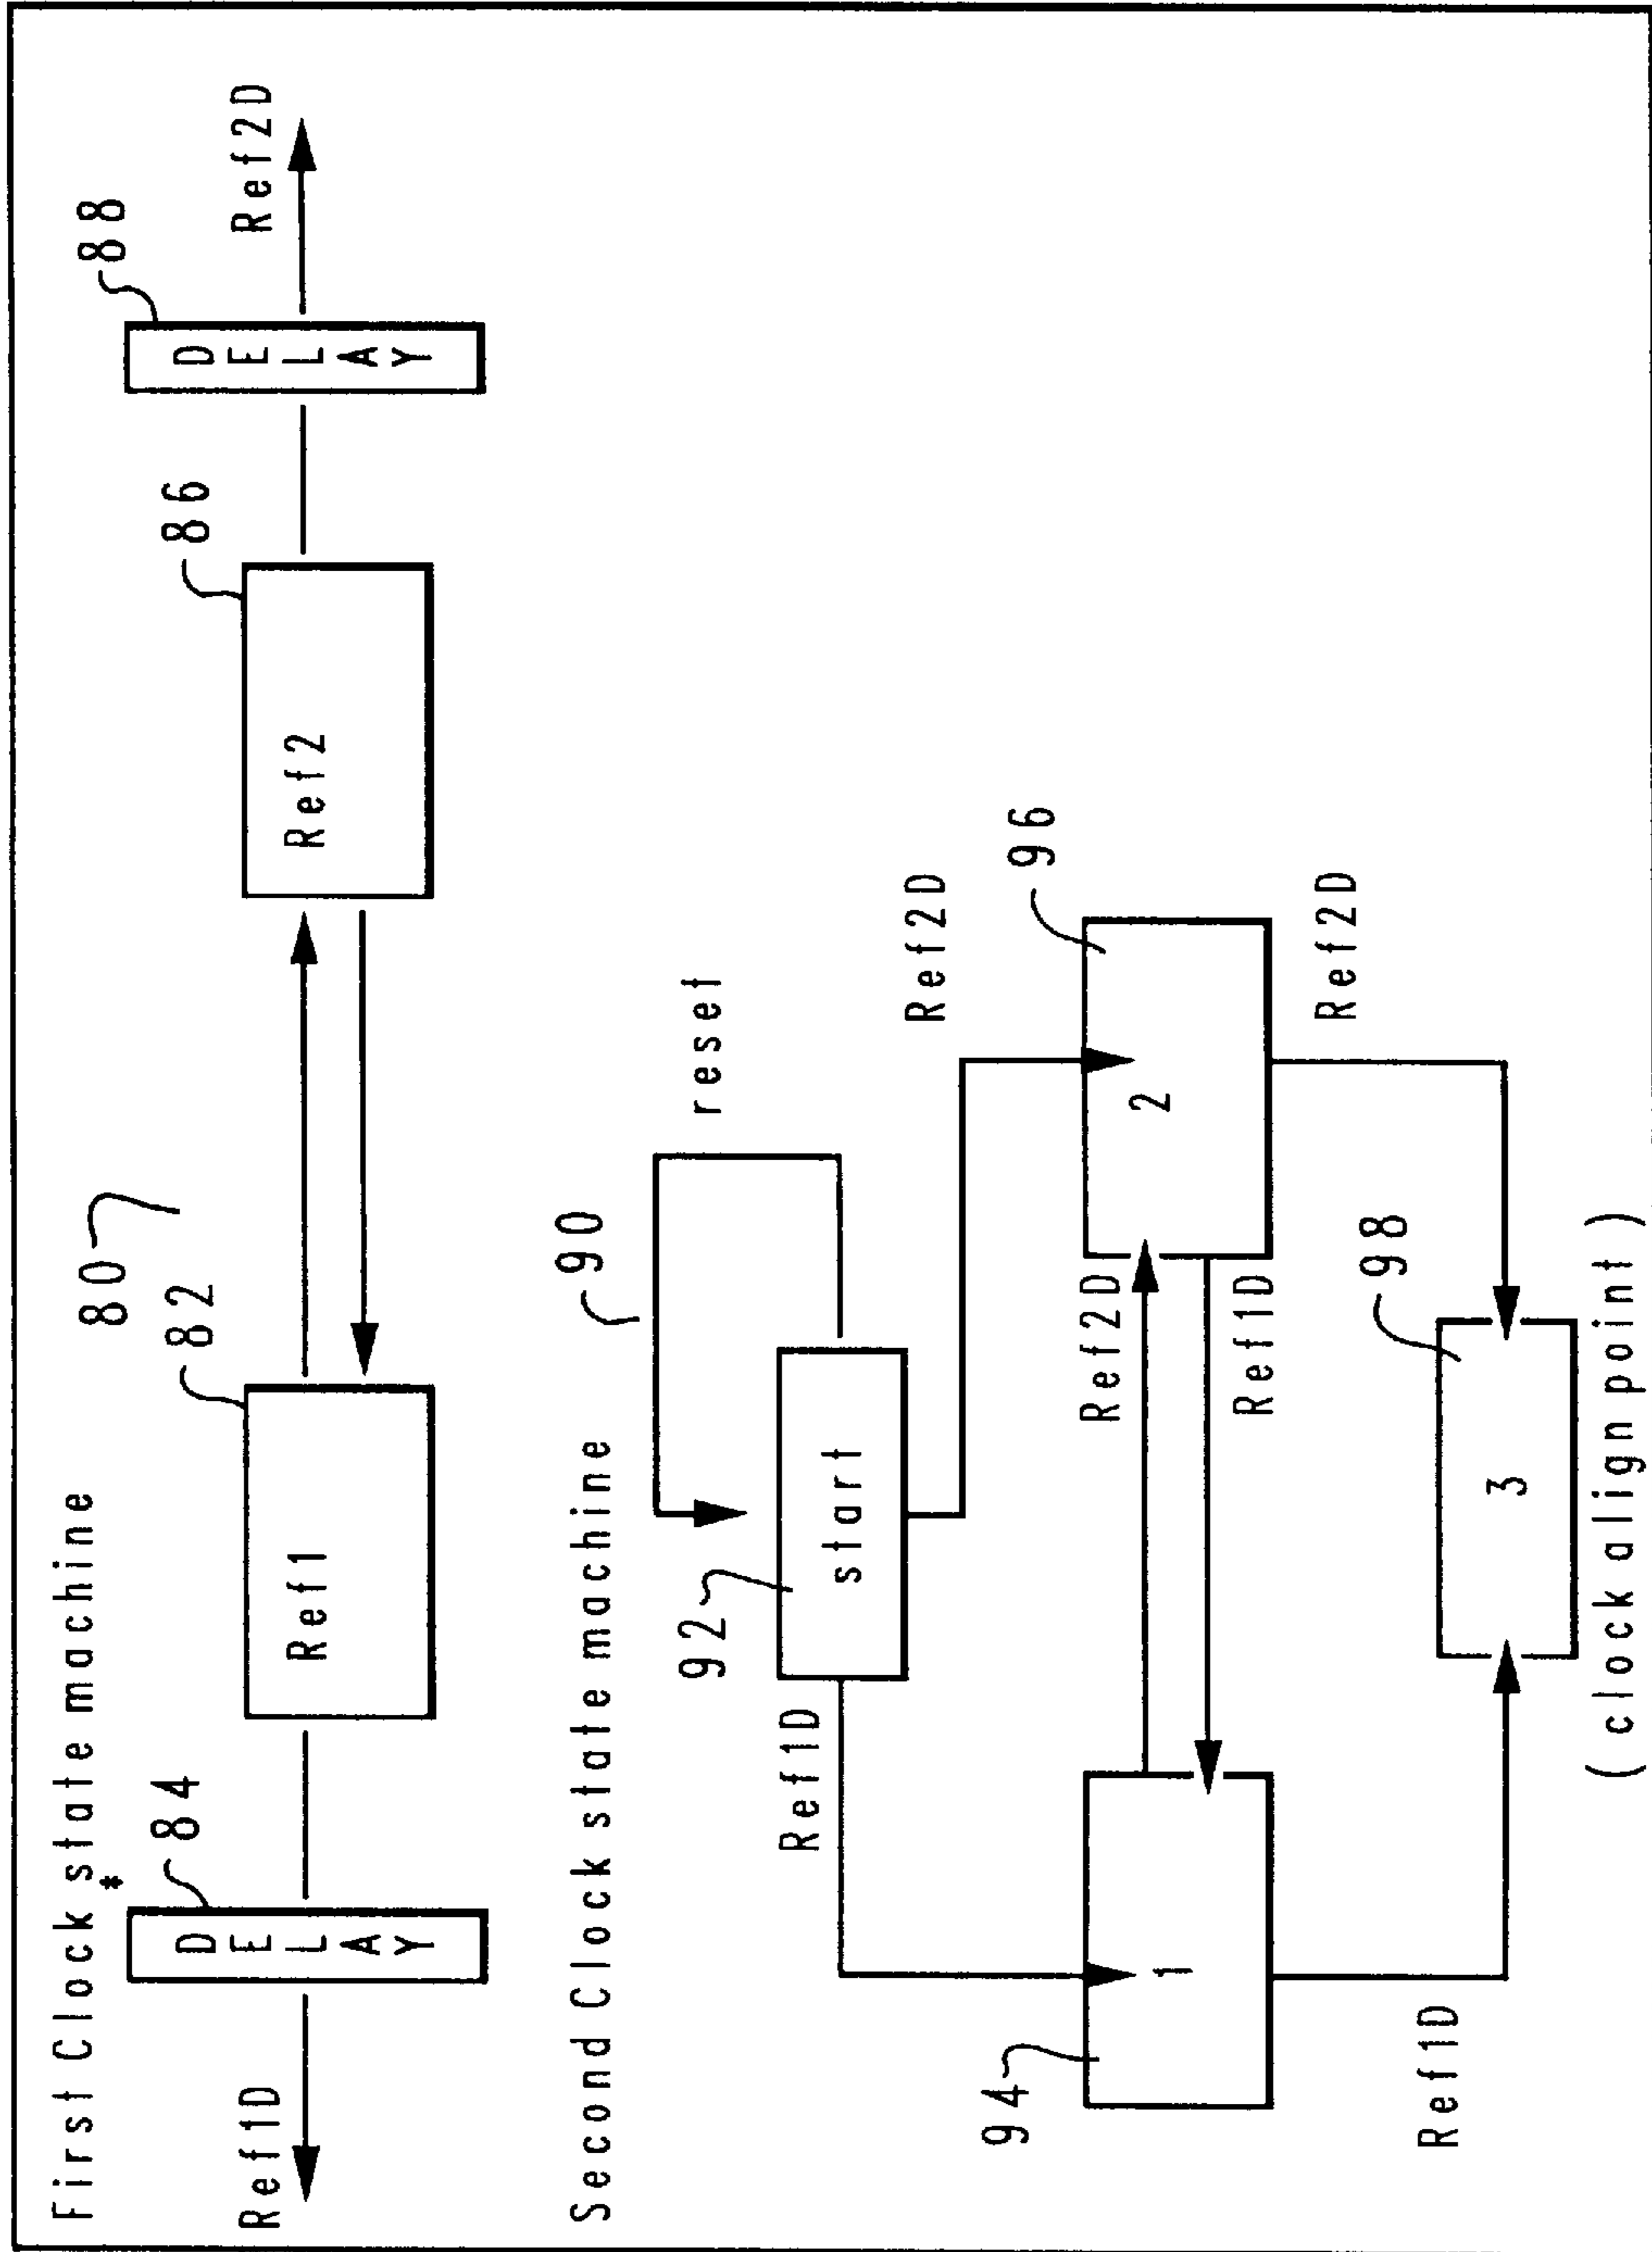 First Clock state machine
*
80
82
84
86
88
Ref1D
DELAY
Ref1
Ref2
DELAY
Ref2D
Second Clock state machine
90
reset
92
start
Ref1D
Ref2D
94
1
Ref2D
Ref1D
96
2
Ref1D
Ref2D
98
3
(clock align point)